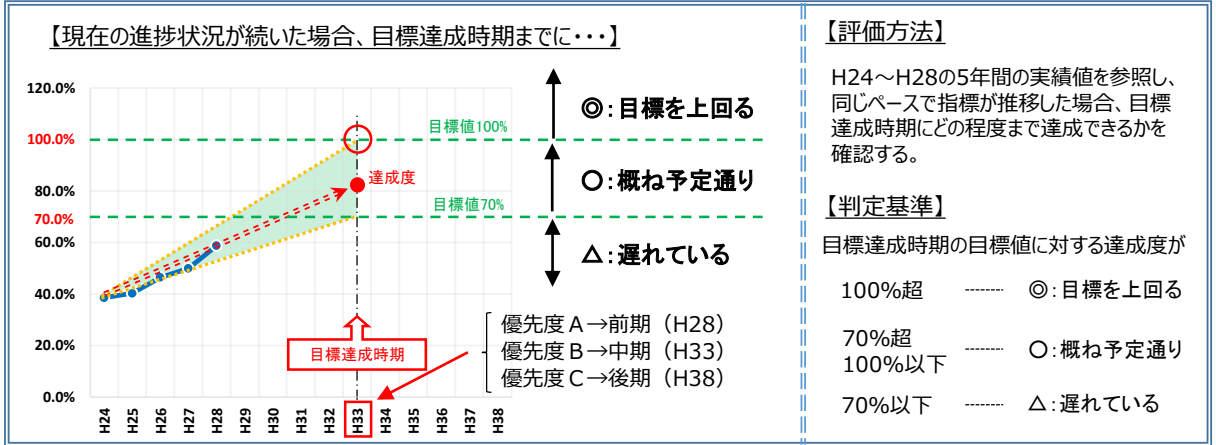 【現在の進捗状況が続いた場合、目標達成時期までに・・・】
120.0%
100.0%
80.0%
70.0%
60.0%
40.0%
20.0%
0.0%
目標値100%
達成度
目標値70%
目標達成時期
H24
H25
H26
H27
H28
H29
H30
H31
H32
H33
H34
H35
H36
H37
H38
◎:目標を上回る
○:概ね予定通り
△:遅れている
優先度A→前期(H28)
優先度B→中期(H33)
優先度C→後期(H38)
【評価方法】
H24~H28の5年間の実績値を参照し、
同じペースで指標が推移した場合、目標
達成時期にどの程度まで達成できるかを
確認する。
【判定基準】
目標達成時期の目標値に対する達成度が
100%超 ------- ◎:目標を上回る
70%超
100%以下 ------- ○:概ね予定通り
70%以下 ------- △:遅れている